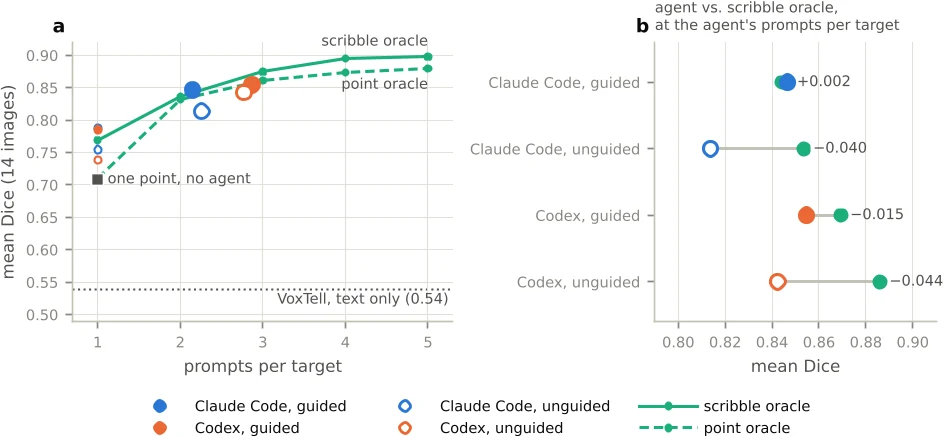 a
scribble oracle
point oracle
one point, no agent
VoxTell, text only (0.54)
mean Dice (14 images)
0.90
0.85
0.80
0.75
0.70
0.65
0.60
0.55
0.50
1 2 3 4 5
prompts per target
agent vs. scribble oracle,
b at the agent's prompts per target
Claude Code, guided +0.002
Claude Code, unguided −0.040
Codex, guided −0.015
Codex, unguided −0.044
0.80 0.82 0.84 0.86 0.88 0.90
mean Dice
Claude Code, guided Claude Code, unguided scribble oracle
Codex, guided Codex, unguided point oracle